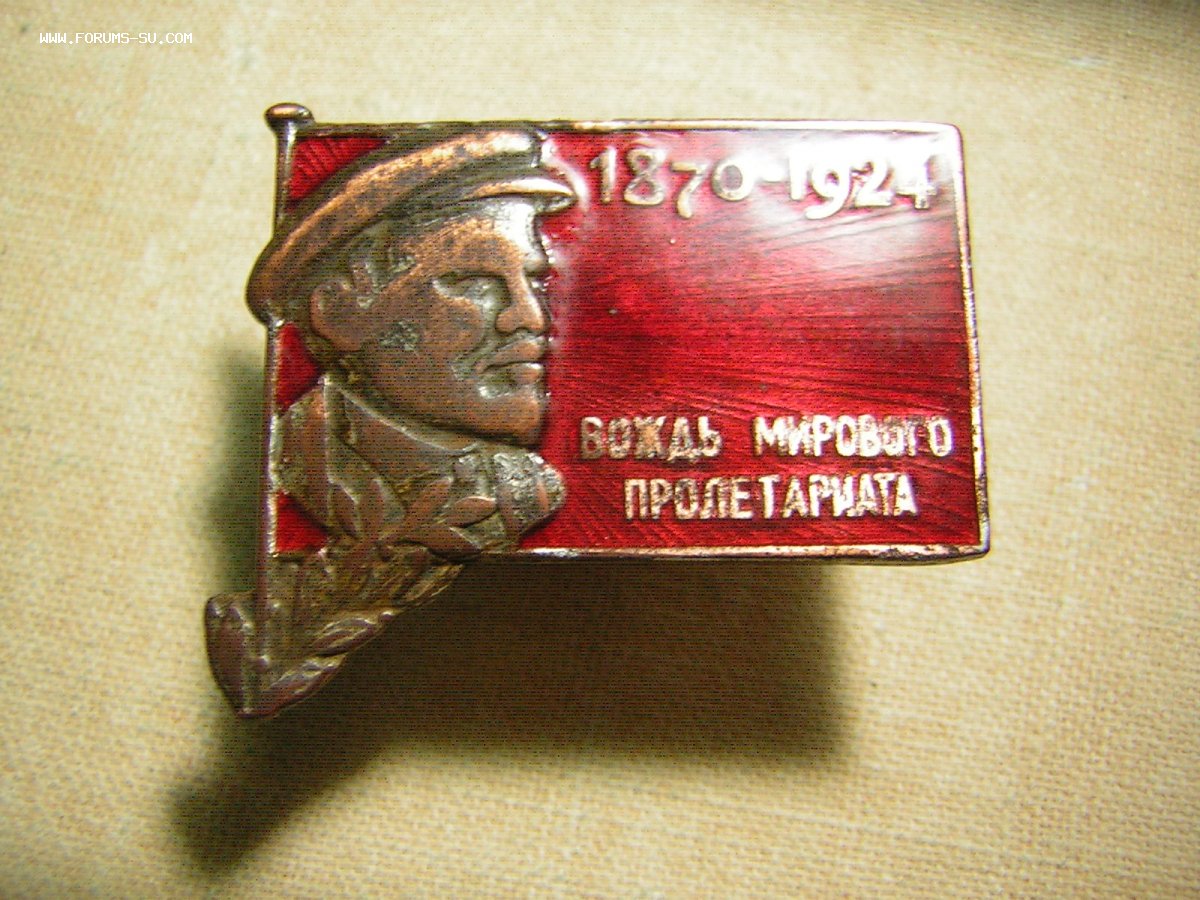 WWW.FORUMS-SU.COM
1870-1924
ВОЖДЬ МИРОВОГО
ПРОЛЕТАРИАТА